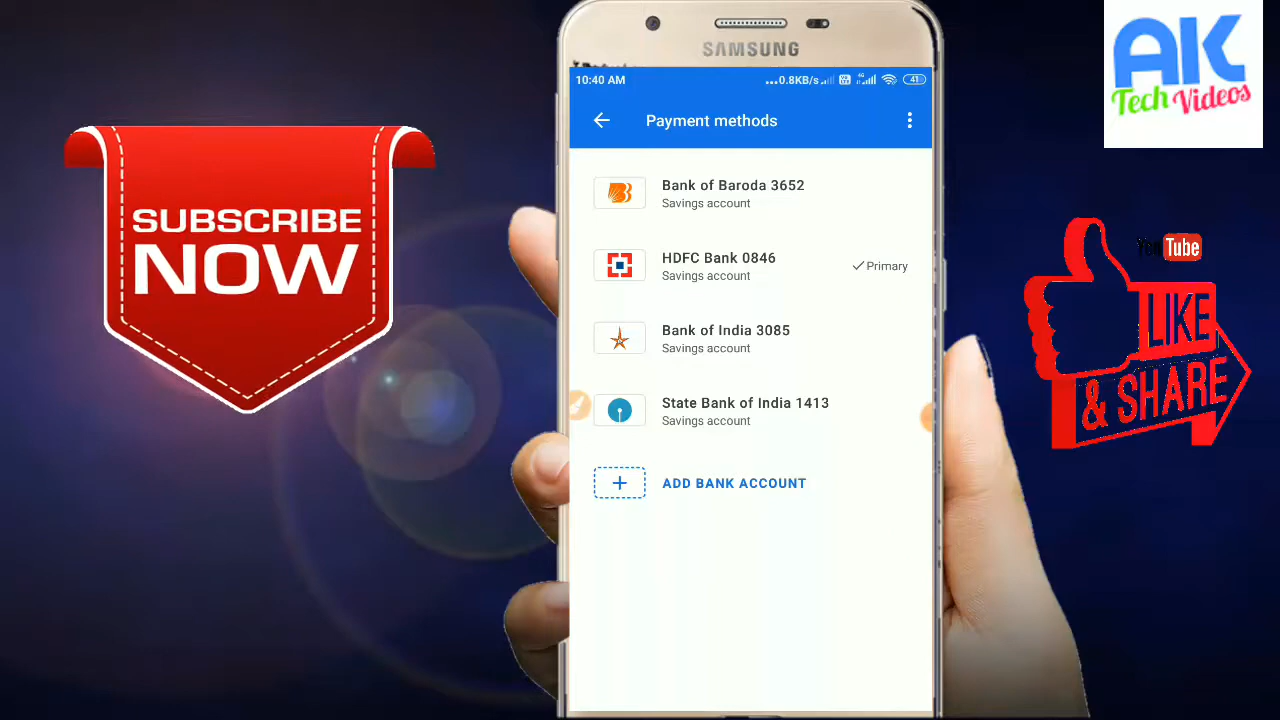 SUBSCRIBE
NOW
SAMSUNG
10:40 AM
...0.8KB/s
4G
41
Payment methods
Bank of Baroda 3652
Savings account
HDFC Bank 0846
Savings account
Primary
Bank of India 3085
Savings account
State Bank of India 1413
Savings account
+ ADD BANK ACCOUNT
AK
Tech Videos
YouTube
LIKE
& SHARE